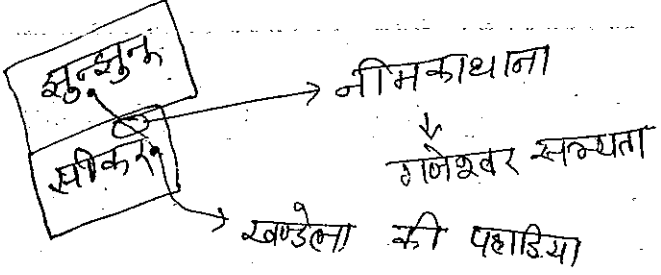 झुन्झुनू
नीमकाथाना
सीकर
गणेश्वर सभ्यता
खण्डेला की पहाडिया